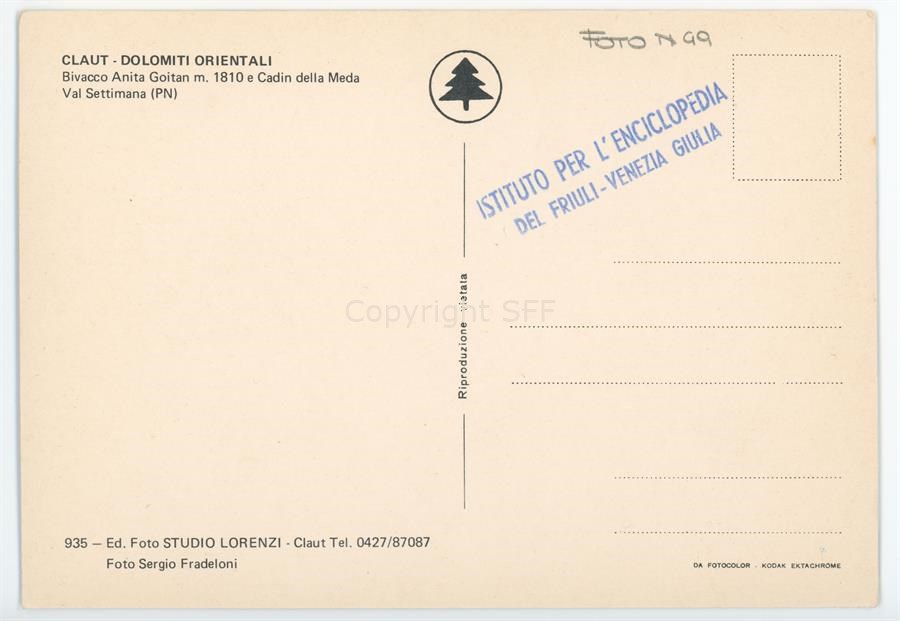 FOTO N 99
CLAUT - DOLOMITI ORIENTALI
Bivacco Anita Goitan m. 1810 e Cadin della Meda
Val Settimana (PN)
ISTITUTO PER L'ENCICLOPEDIA
DEL FRIULI-VENEZIA GIULIA
Riproduzione vietata
Copyright SFF
935 — Ed. Foto STUDIO LORENZI - Claut Tel. 0427/87087
Foto Sergio Fradeloni
DA FOTOCOLOR - KODAK EKTACHROME